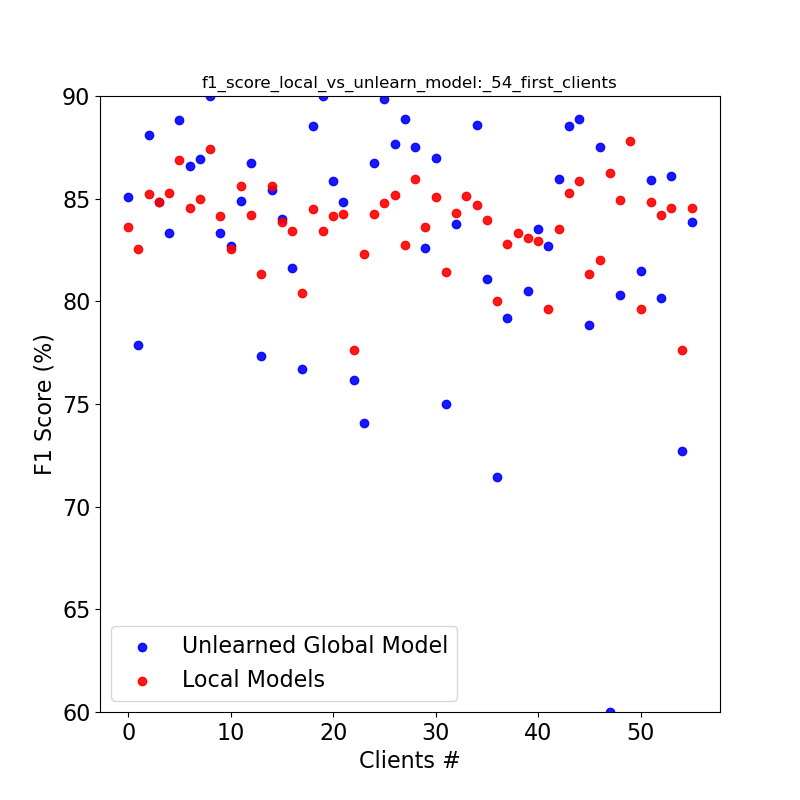 f1_score_local_vs_unlearn_model:_54_first_clients
90
85
80
75
70
65
60
F1 Score (%)
Unlearned Global Model
Local Models
0 10 20 30 40 50
Clients #